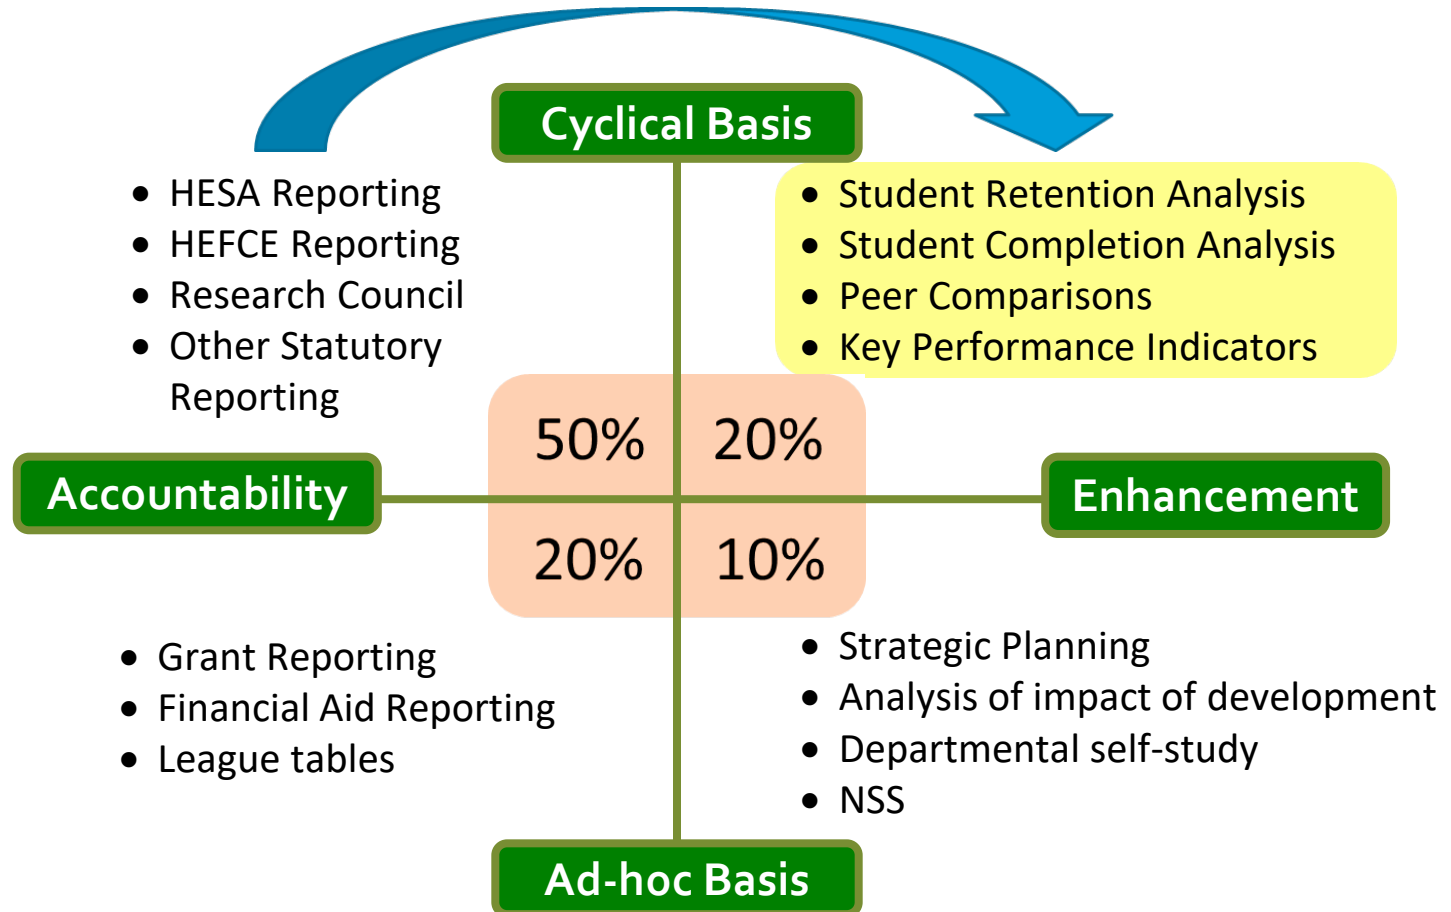 Cyclical Basis
• HESA Reporting
• HEFCE Reporting
• Research Council
• Other Statutory
Reporting
• Student Retention Analysis
• Student Completion Analysis
• Peer Comparisons
• Key Performance Indicators
50% 20%
Accountability
Enhancement
20% 10%
• Grant Reporting
• Financial Aid Reporting
• League tables
• Strategic Planning
• Analysis of impact of development
• Departmental self-study
• NSS
Ad-hoc Basis